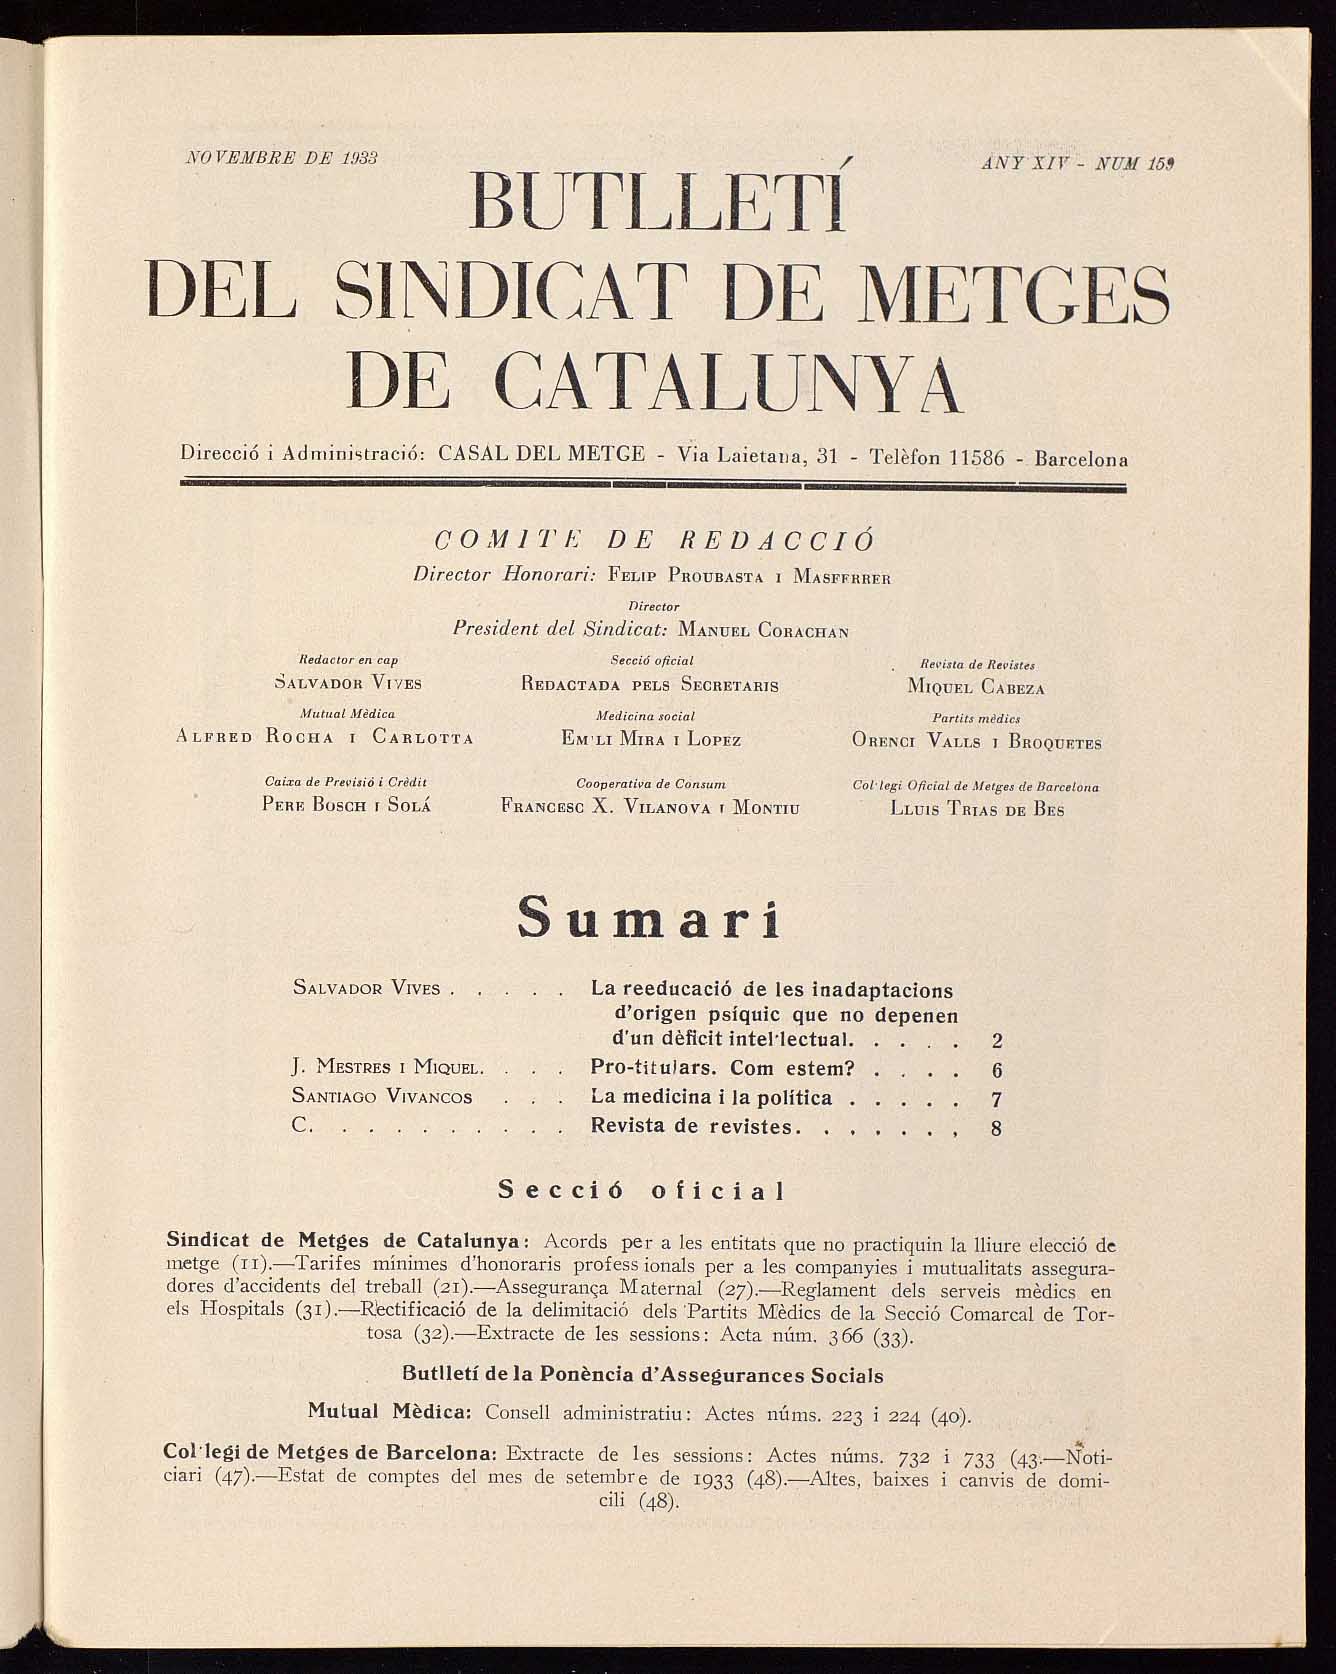 NOVEMBRE DE 1933
ANY XIV - NUM 159
BUTLLETÍ
DEL SINDICAT DE METGES
DE CATALUNYA
Direcció i Administració: CASAL DEL METGE - Via Laietana, 31 - Telèfon 11586 - Barcelona
COMITE DE REDACCIÓ
Director Honorari: FELIP PROUBASTA I MASFERRER
Director
President del Sindicat: MANUEL CORACHAN
Redactor en cap
SALVADOR VIVES
Secció oficial
REDACTADA PELS SECRETARIS
Revista de Revistes
MIQUEL CABEZA
Mutual Mèdica
ALFRED ROCHA I CARLOTTA
Medicina social
EM'LI MIRA I LOPEZ
Partits mèdics
ORENCI VALLS I BROQUETES
Caixa de Previsió i Crèdit
PERE BOSCH I SOLÁ
Cooperativa de Consum
FRANCESC X. VILANOVA I MONTIU
Col·legi Oficial de Metges de Barcelona
LLUIS TRIAS DE BES
Sumari
SALVADOR VIVES . . . . . La reeducació de les inadaptacions
d'origen psíquic que no depenen
d'un dèficit intel·lectual. . . . . 2
J. MESTRES I MIQUEL. . . . Pro-titulars. Com estem? . . . . 6
SANTIAGO VIVANCOS . . . La medicina i la política . . . . . 7
C. . . . . . . . . . . Revista de revistes. . . . . . . , 8
Secció oficial
Sindicat de Metges de Catalunya: Acords per a les entitats que no practiquin la lliure elecció de
metge (11).—Tarifes mínimes d'honoraris professionals per a les companyies i mutualitats assegura-
dores d'accidents del treball (21).—Assegurança Maternal (27).—Reglament dels serveis mèdics en
els Hospitals (31).—Rectificació de la delimitació dels Partits Mèdics de la Secció Comarcal de Tor-
tosa (32).—Extracte de les sessions: Acta núm. 366 (33).
Butlletí de la Ponència d'Assegurances Socials
Mutual Mèdica: Consell administratiu: Actes núms. 223 i 224 (40).
Col·legi de Metges de Barcelona: Extracte de les sessions: Actes núms. 732 i 733 (43.—Noti-
ciari (47).—Estat de comptes del mes de setembre de 1933 (48).—Altes, baixes i canvis de domi-
cili (48).